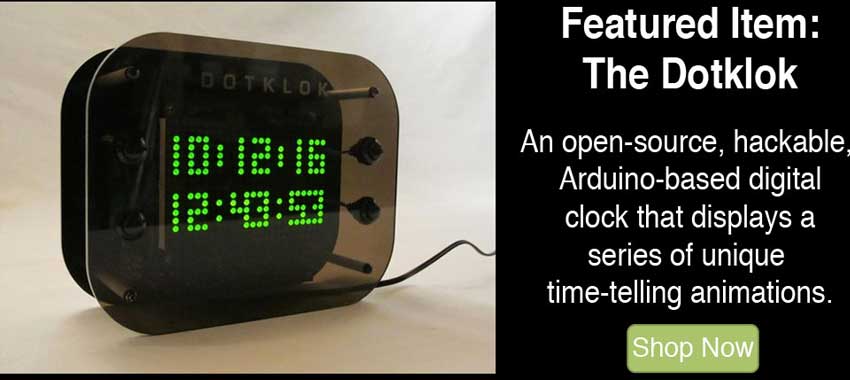 DOTKLOK
10:12:16
12:43:53
Featured Item:
The Dotklok
An open-source, hackable,
Arduino-based digital
clock that displays a
series of unique
time-telling animations.
Shop Now